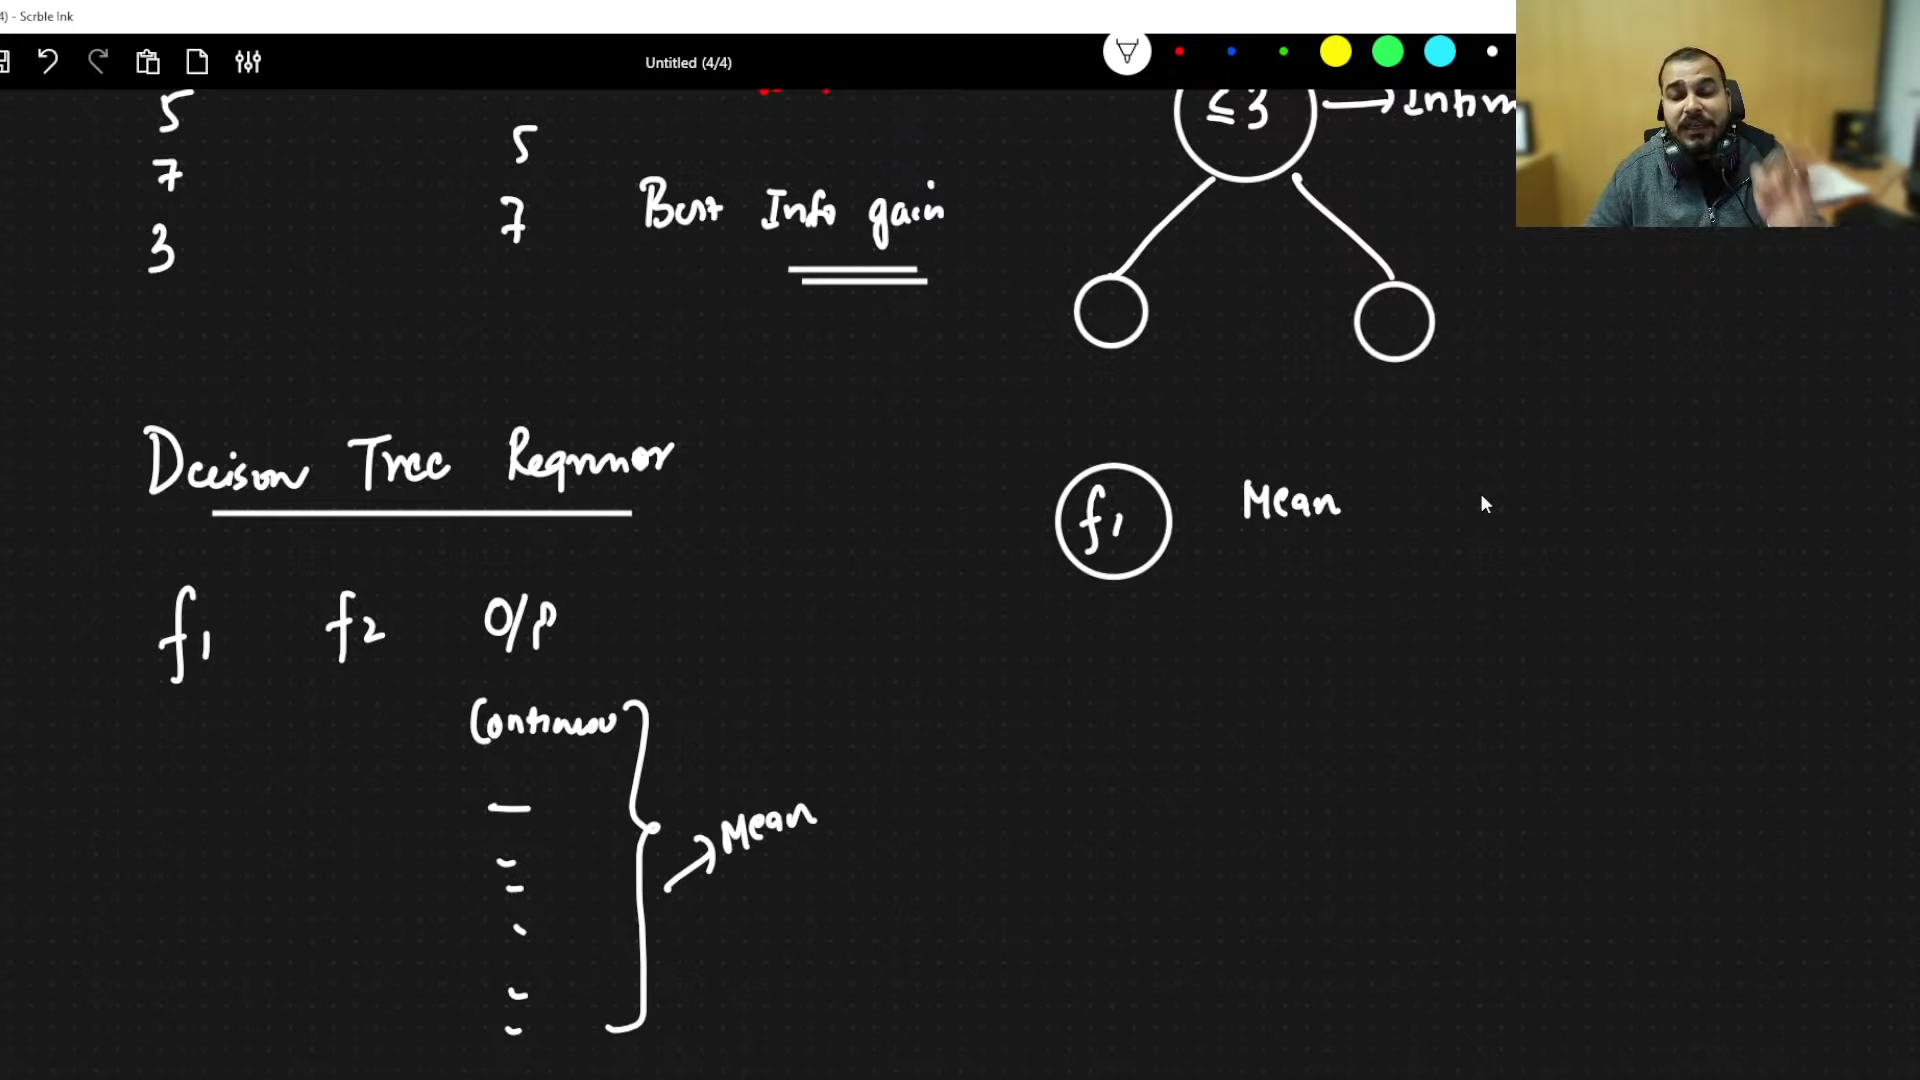 4) - Scrble Ink
Untitled (4/4)
5
7
3
5
7
Best Info gain
≤ 3
Decision Tree Regressor
f1 f2 O/P
Continuous
Mean
f1 Mean